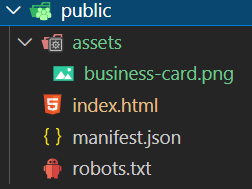 public
assets
business-card.png
index.html
{ } manifest.json
robots.txt